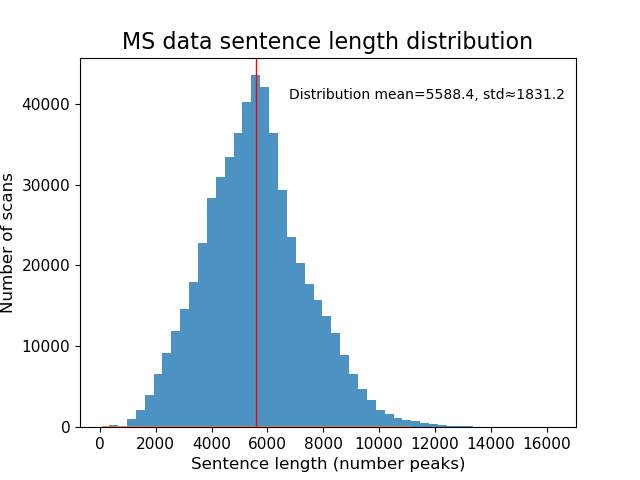 MS data sentence length distribution
Distribution mean=5588.4, std≈1831.2
Number of scans
40000
30000
20000
10000
0
0 2000 4000 6000 8000 10000 12000 14000 16000
Sentence length (number peaks)